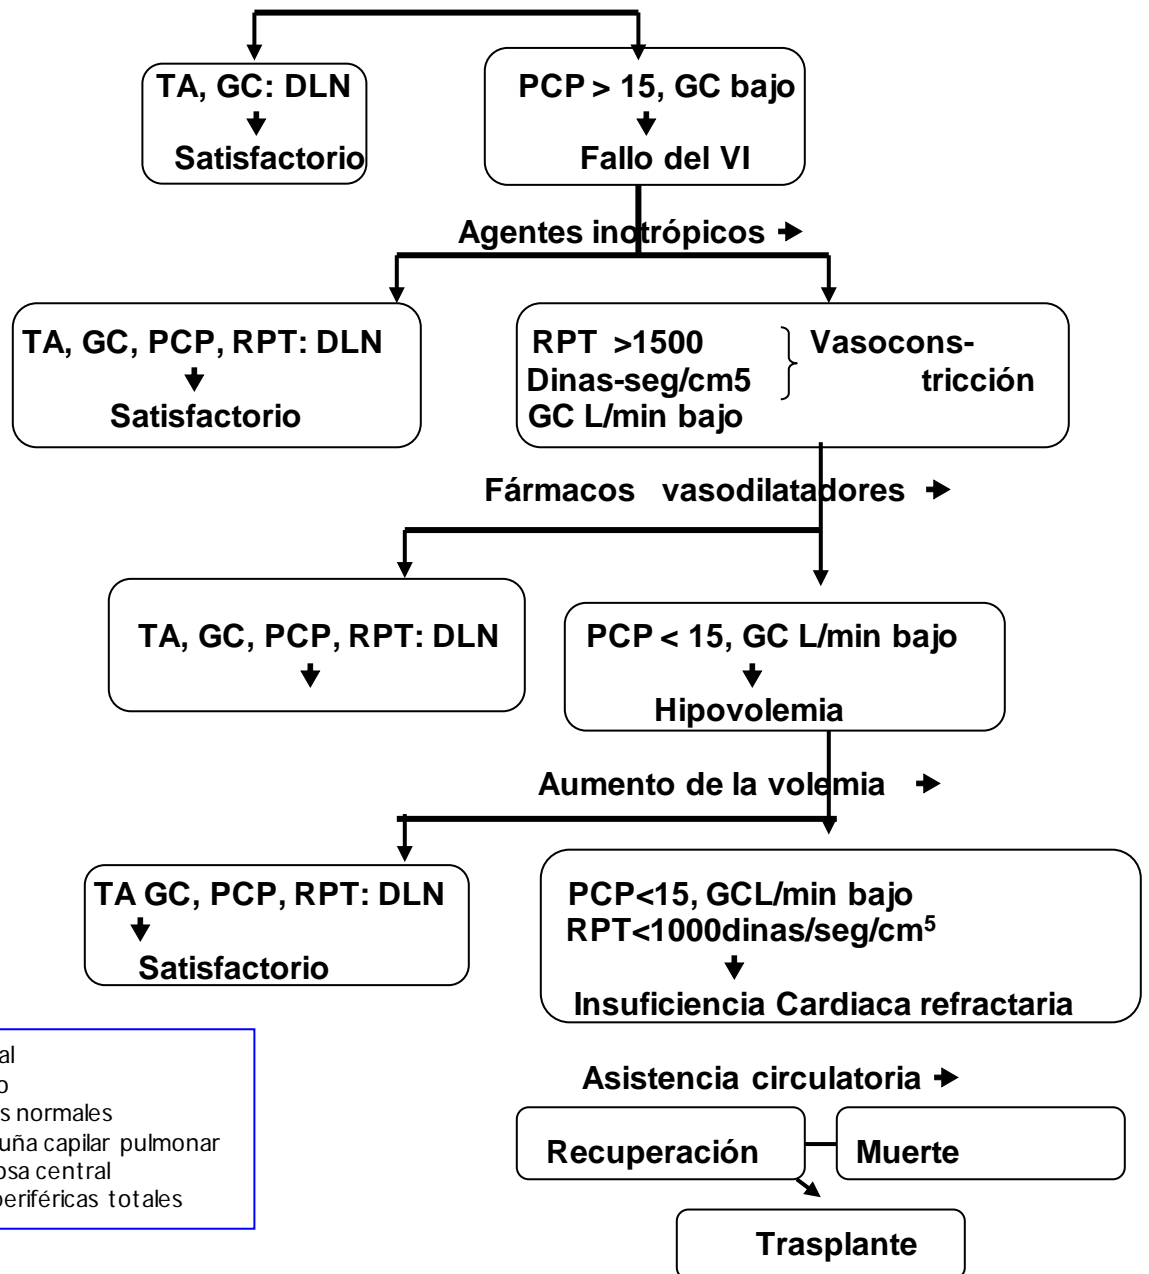 TA, GC: DLN
Satisfactorio
PCP > 15, GC bajo
Fallo del VI
Agentes inotrópicos
TA, GC, PCP, RPT: DLN
Satisfactorio
RPT >1500
Dinas-seg/cm5
GC L/min bajo
Vasocons-
tricción
Fármacos vasodilatadores
TA, GC, PCP, RPT: DLN
PCP < 15, GC L/min bajo
Hipovolemia
Aumento de la volemia
TA GC, PCP, RPT: DLN
Satisfactorio
PCP<15, GCL/min bajo
RPT<1000dinas/seg/cm⁵
Insuficiencia Cardiaca refractaria
Asistencia circulatoria
Recuperación
Muerte
Trasplante
al
o
s normales
uña capilar pulmonar
osa central
periféricas totales